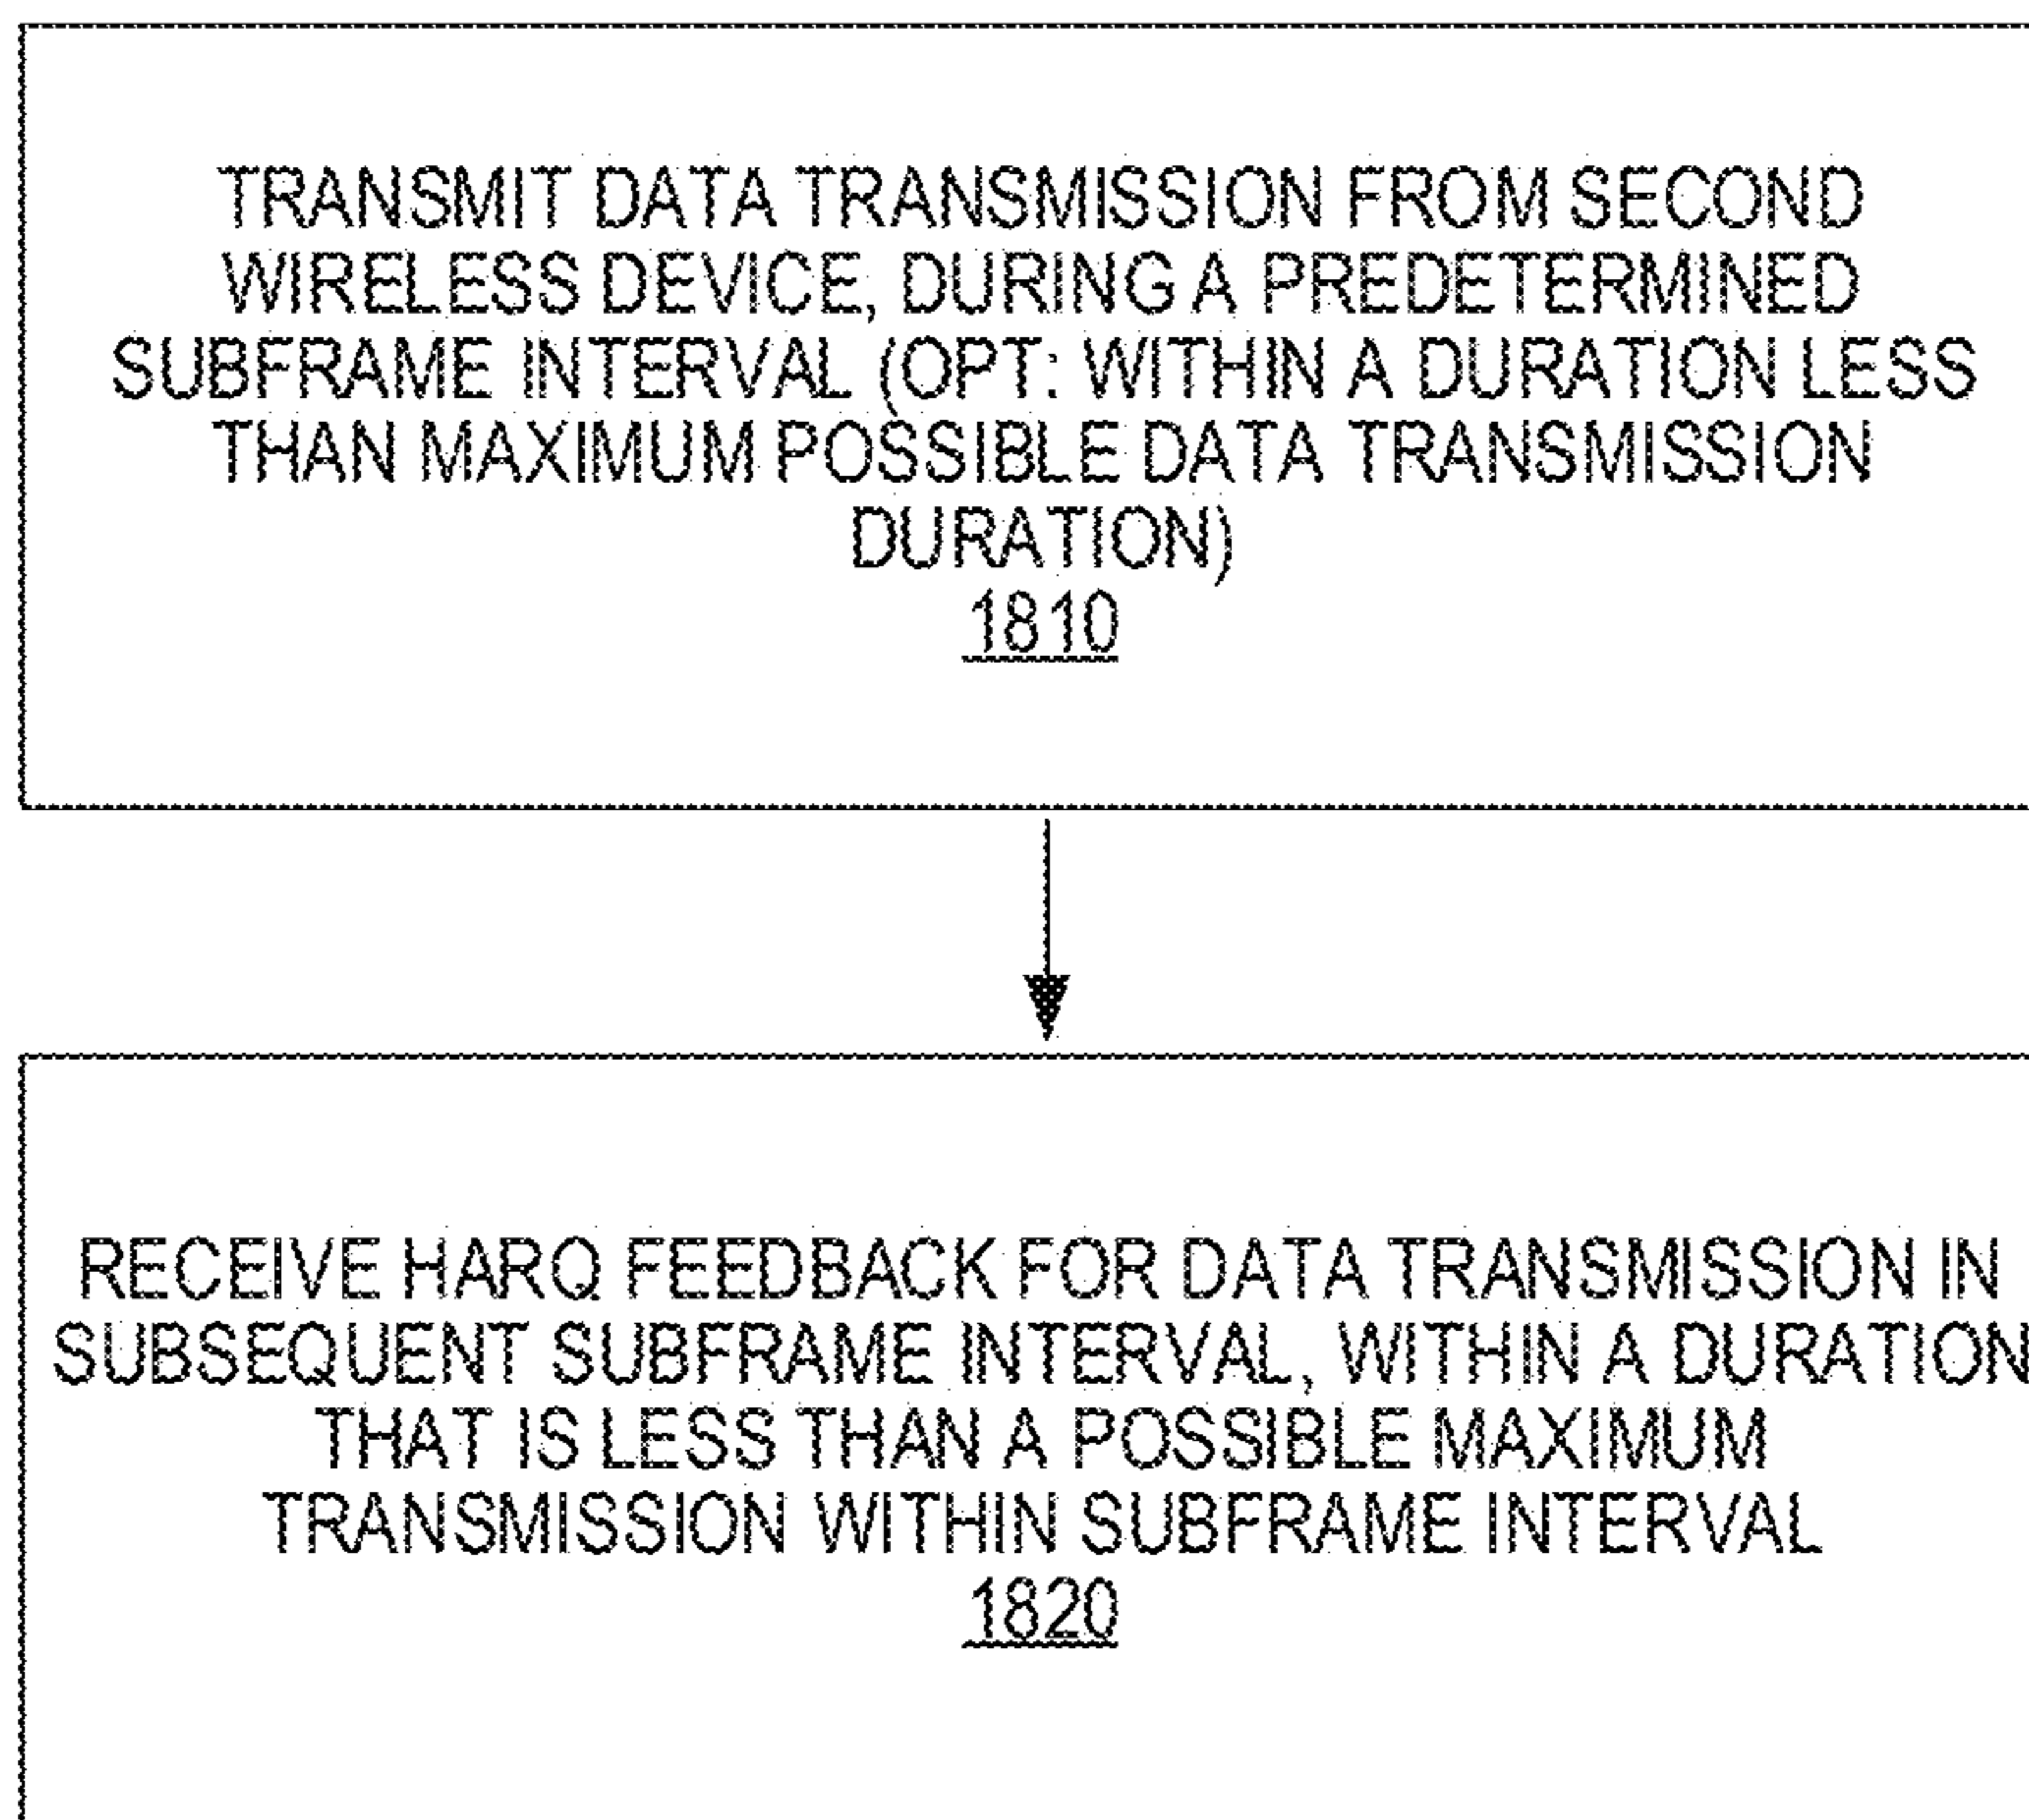 TRANSMIT DATA TRANSMISSION FROM SECOND
WIRELESS DEVICE, DURING A PREDETERMINED
SUBFRAME INTERVAL (OPT: WITHIN A DURATION LESS
THAN MAXIMUM POSSIBLE DATA TRANSMISSION
DURATION)
1810
RECEIVE HARQ FEEDBACK FOR DATA TRANSMISSION IN
SUBSEQUENT SUBFRAME INTERVAL, WITHIN A DURATION
THAT IS LESS THAN A POSSIBLE MAXIMUM
TRANSMISSION WITHIN SUBFRAME INTERVAL
1820